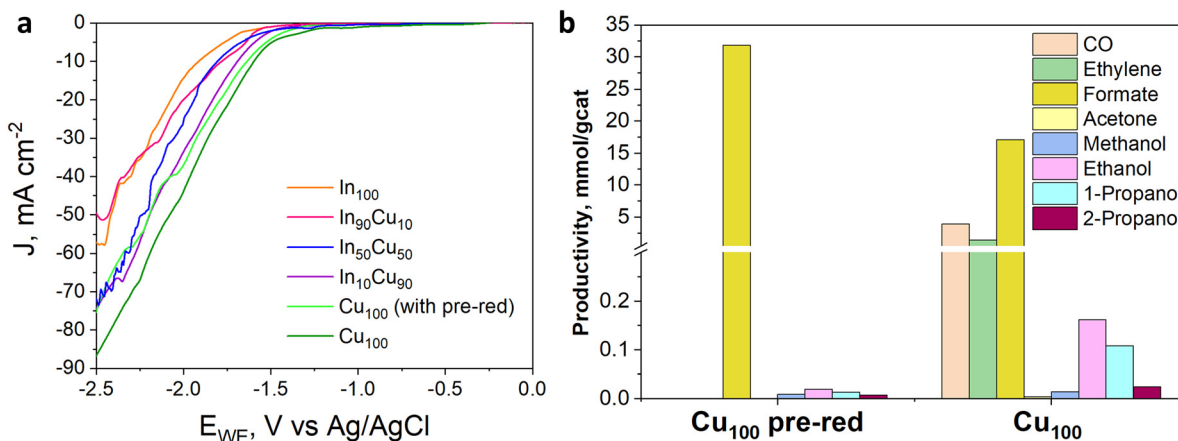 a
J, mA cm⁻²
0
-10
-20
-30
-40
-50
-60
-70
-80
-90
In₁₀₀
In₉₀Cu₁₀
In₅₀Cu₅₀
In₁₀Cu₉₀
Cu₁₀₀ (with pre-red)
Cu₁₀₀
-2.5 -2.0 -1.5 -1.0 -0.5 0.0
E_WE, V vs Ag/AgCl
b
Productivity, mmol/gcat
35
30
25
20
15
10
5
0.2
0.1
0.0
CO
Ethylene
Formate
Acetone
Methanol
Ethanol
1-Propano
2-Propano
Cu₁₀₀ pre-red Cu₁₀₀